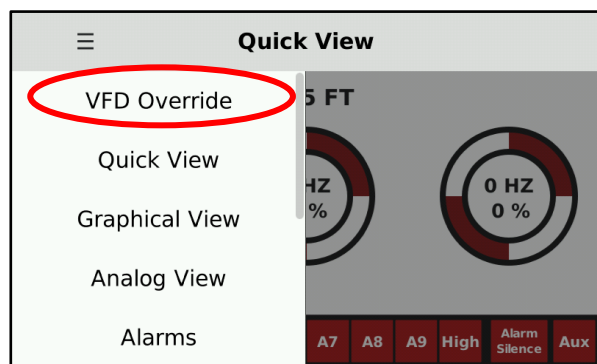 ☰ Quick View
VFD Override
5 FT
Quick View
HZ
%
0 HZ
0 %
Graphical View
Analog View
Alarms
A7 A8 A9 High Alarm Silence Aux